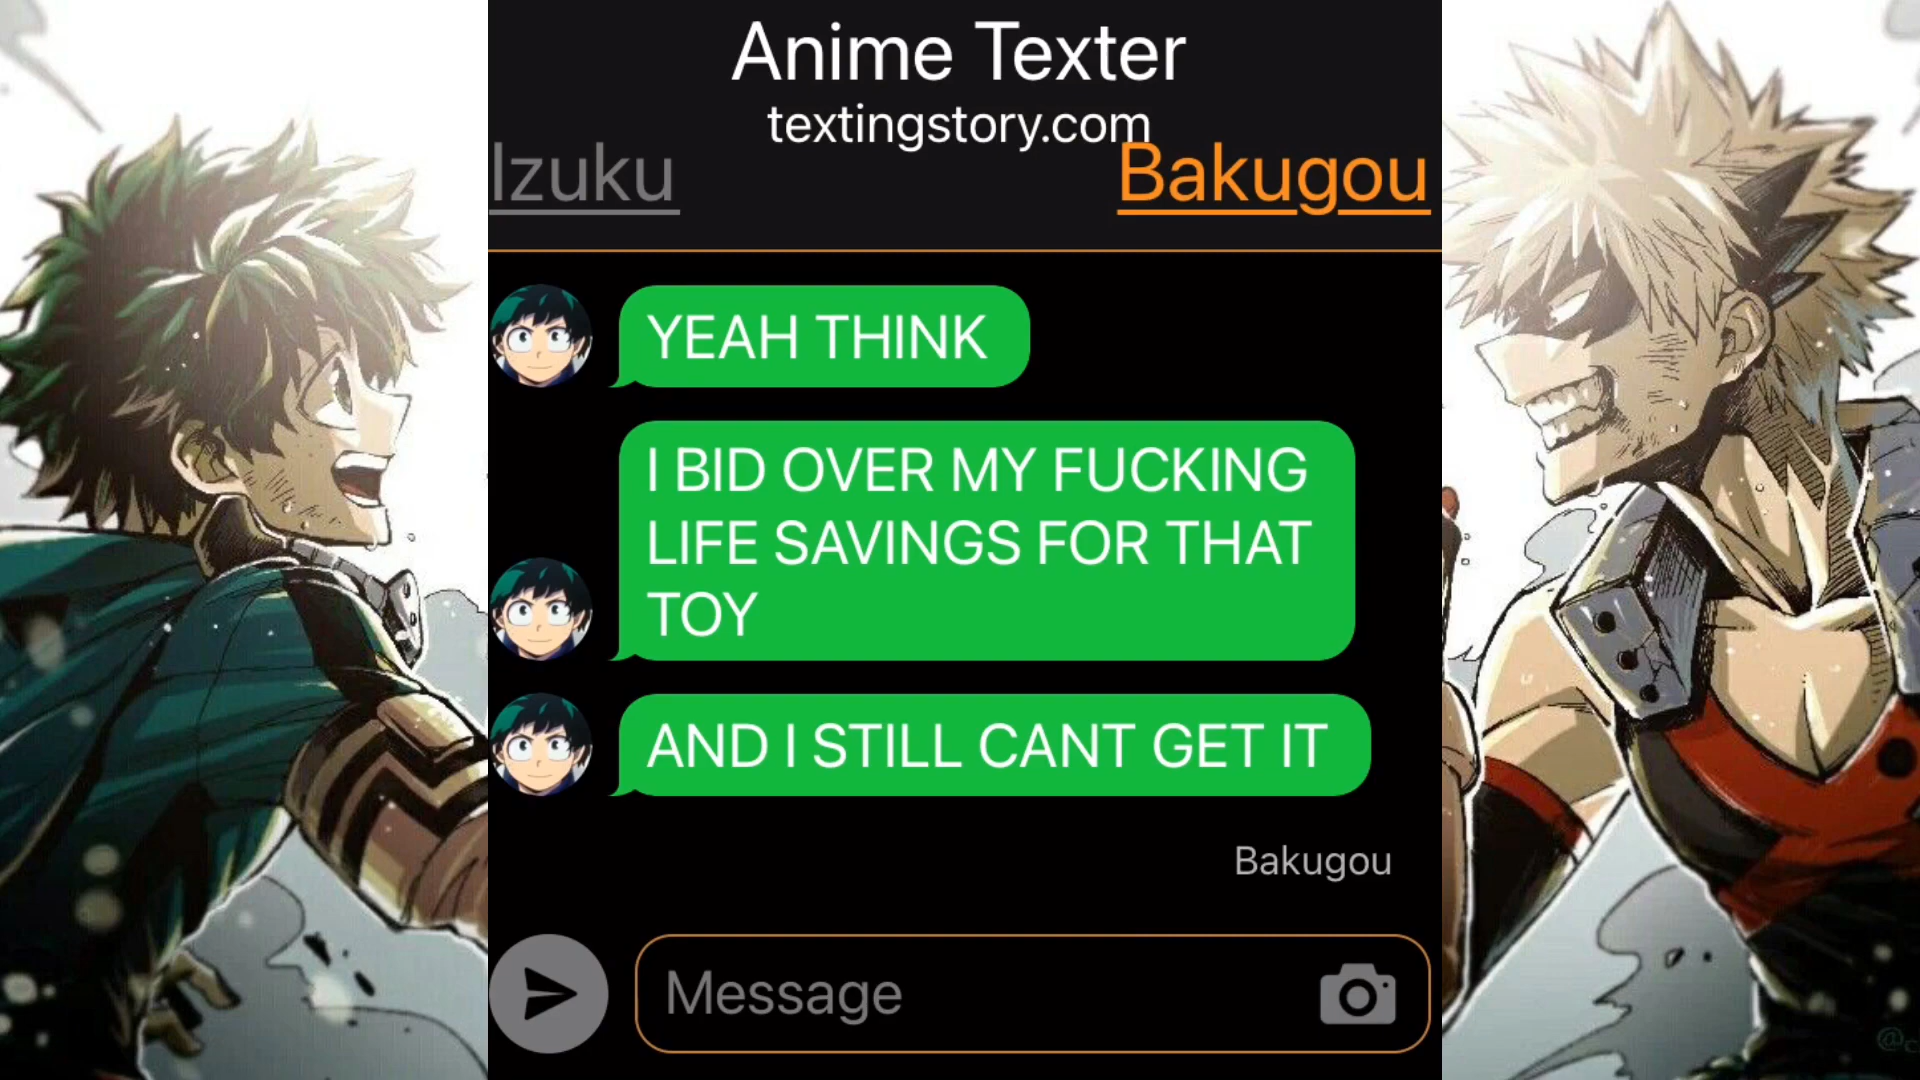 Anime Texter
textingstory.com
Izuku
Bakugou
YEAH THINK
I BID OVER MY FUCKING
LIFE SAVINGS FOR THAT
TOY
AND I STILL CANT GET IT
Bakugou
Message